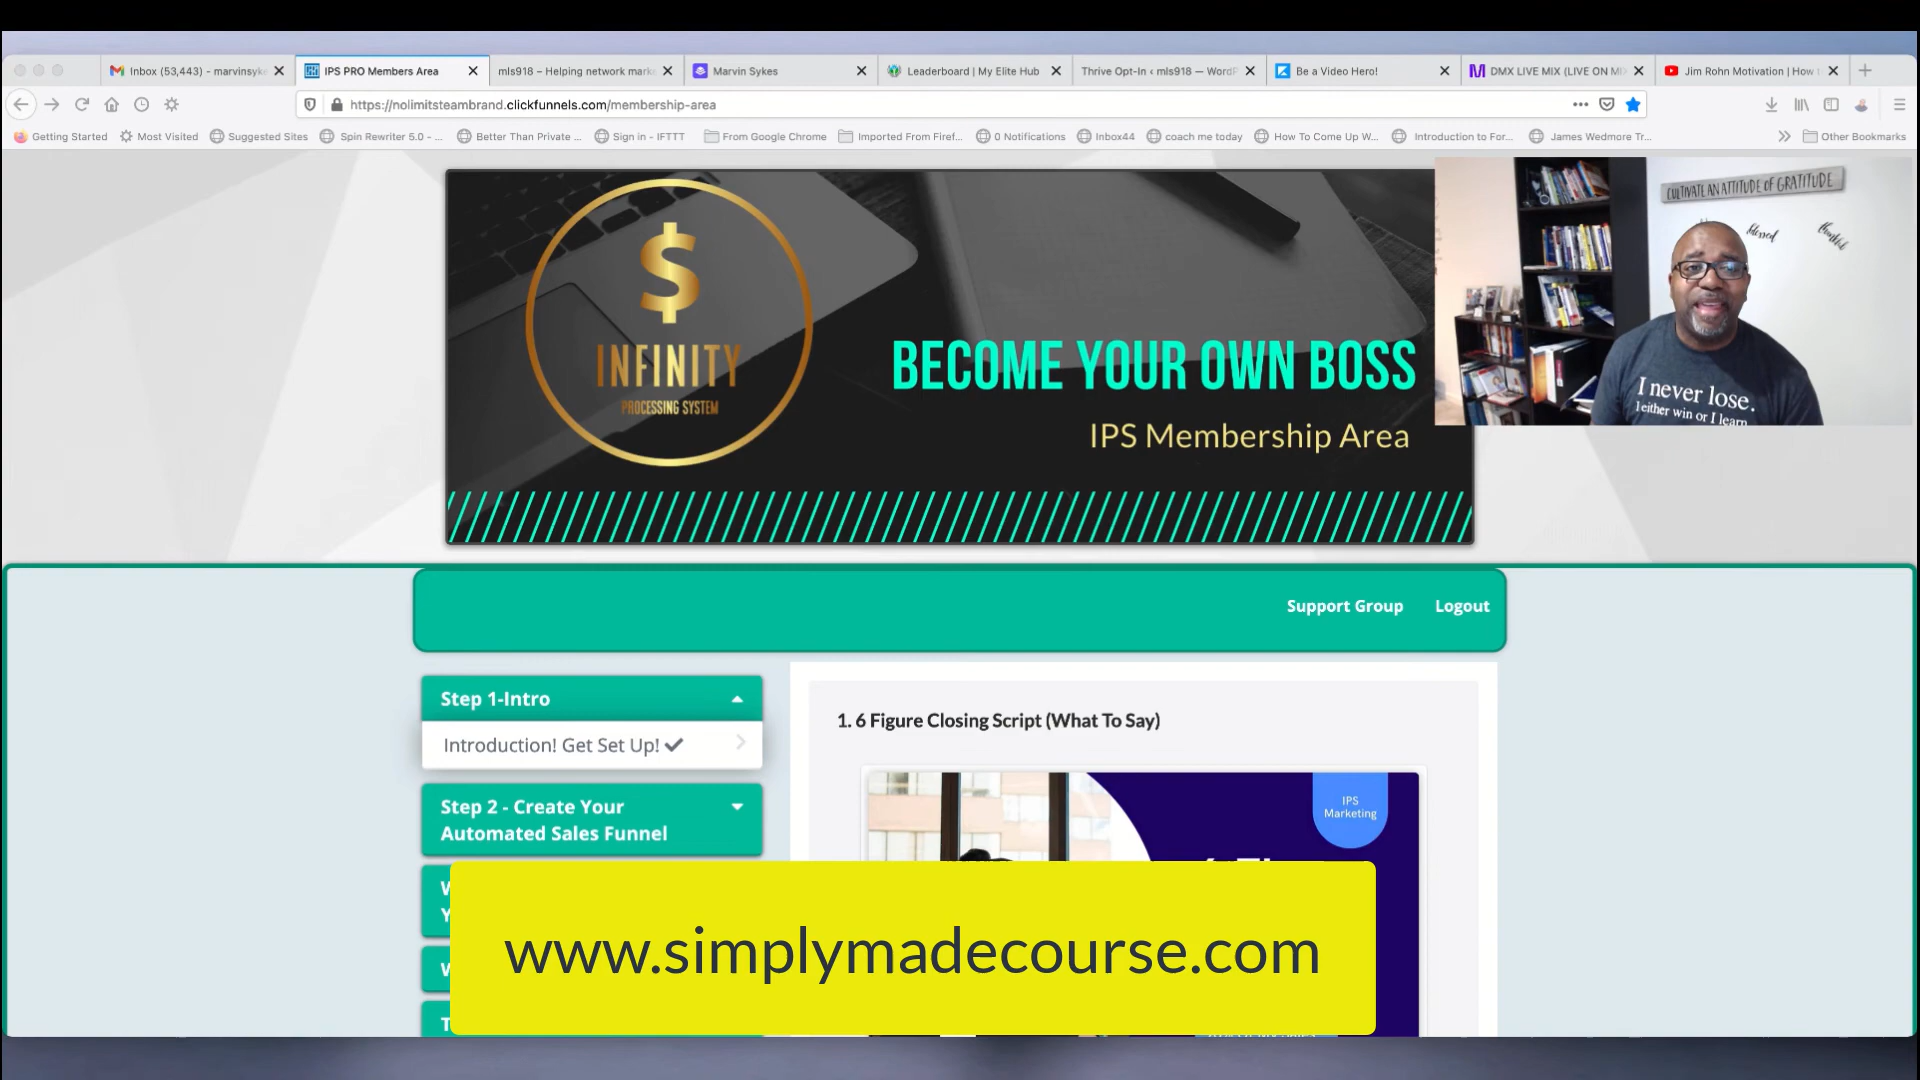 Inbox (53,443) - marvinsyke
IPS PRO Members Area
mls918 – Helping network mark
Marvin Sykes
Leaderboard | My Elite Hub
Thrive Opt-In ‹ mls918 — WordP
Be a Video Hero!
DMX LIVE MIX (LIVE ON MI
Jim Rohn Motivation | How
https://nolimitsteambrand.clickfunnels.com/membership-area
Getting Started
Most Visited
Suggested Sites
Spin Rewriter 5.0 - ...
Better Than Private ...
Sign in - IFTTT
From Google Chrome
Imported From Firef...
0 Notifications
Inbox44
coach me today
How To Come Up W...
Introduction to For...
James Wedmore Tr...
Other Bookmarks
CULTIVATE AN ATTITUDE OF GRATITUDE
blessed
thankful
I never lose.
I either win or I learn
$
INFINITY
PROCESSING SYSTEM
BECOME YOUR OWN BOSS
IPS Membership Area
Support Group
Logout
Step 1-Intro
Introduction! Get Set Up!
Step 2 - Create Your
Automated Sales Funnel
1. 6 Figure Closing Script (What To Say)
IPS
Marketing
www.simplymadecourse.com